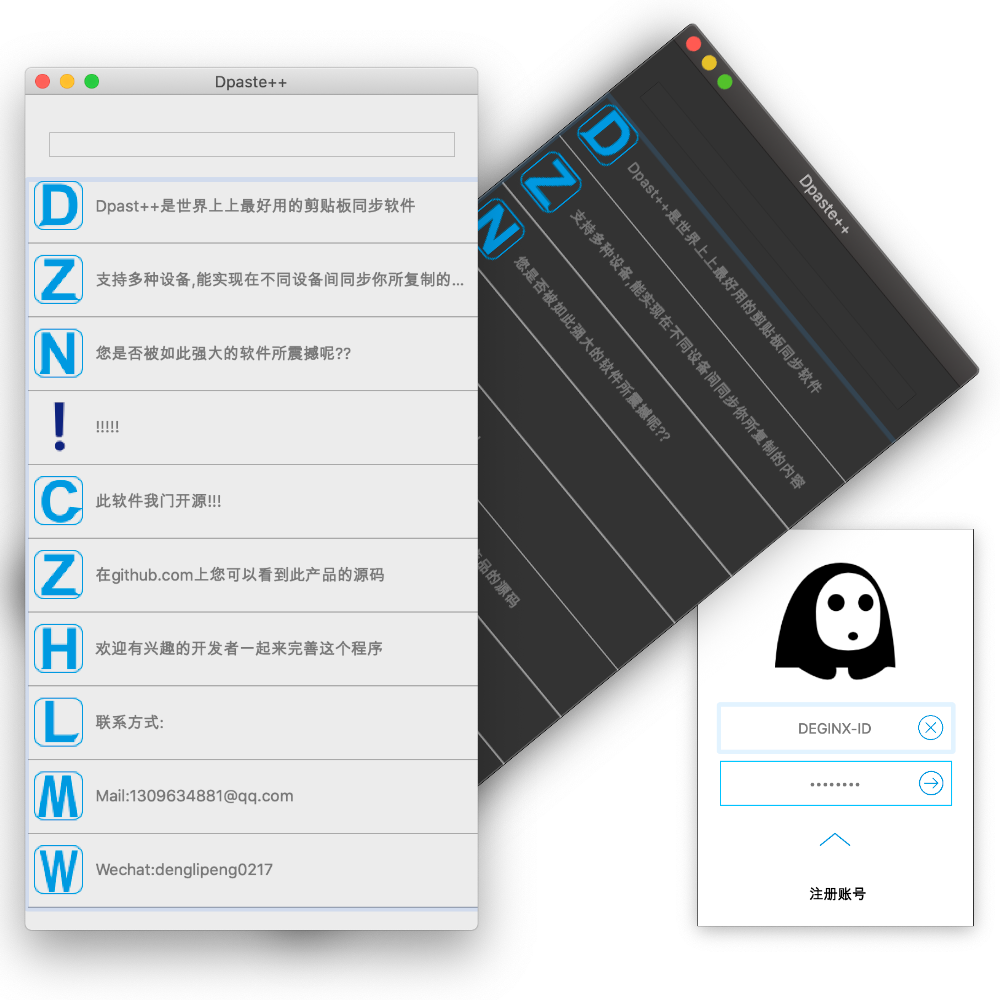 Dpaste++
D
Dpast++是世界上上最好用的剪贴板同步软件
Z
支持多种设备,能实现在不同设备间同步你所复制的...
N
您是否被如此强大的软件所震撼呢??
!
!!!!!
C
此软件我门开源!!!
Z
在github.com上您可以看到此产品的源码
H
欢迎有兴趣的开发者一起来完善这个程序
L
联系方式:
M
Mail:1309634881@qq.com
W
Wechat:denglipeng0217
Dpaste++
D
Dpast++是世界上上最好用的剪贴板同步软件
Z
支持多种设备,能实现在不同设备间同步你所复制的内容
N
您是否被如此强大的软件所震撼呢??
品的源码
DEGINX-ID
注册账号